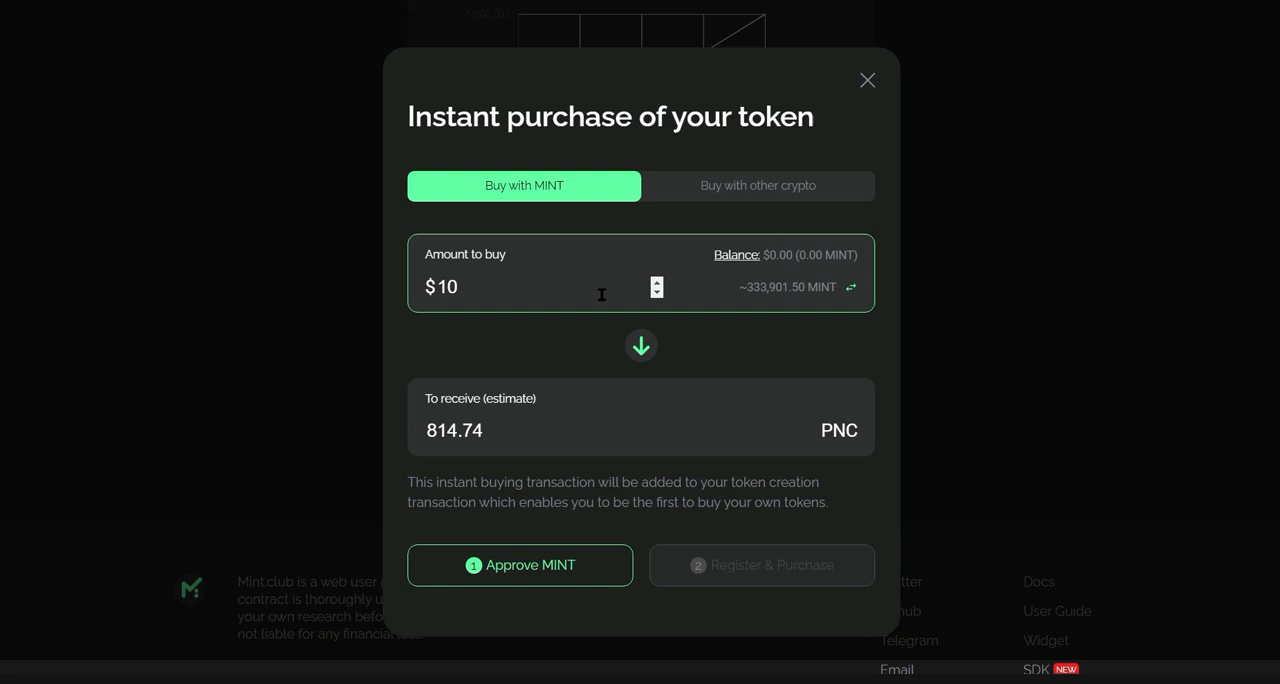 1,000,000
Instant purchase of your token
Buy with MINT
Buy with other crypto
Amount to buy
Balance: $0.00 (0.00 MINT)
$10
~333,901.50 MINT
To receive (estimate)
814.74
PNC
This instant buying transaction will be added to your token creation
transaction which enables you to be the first to buy your own tokens.
1 Approve MINT
2 Register & Purchase
Mint.club is a web user
contract is thoroughly
your own research
not liable for any financial
Docs
User Guide
Telegram
Widget
Email
SDK NEW